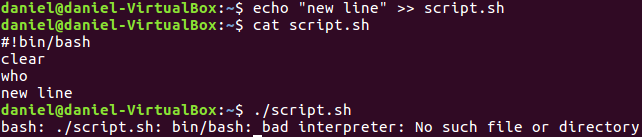 daniel@daniel-VirtualBox:~$ echo "new line" >> script.sh
daniel@daniel-VirtualBox:~$ cat script.sh
#!bin/bash
clear
who
new line
daniel@daniel-VirtualBox:~$ ./script.sh
bash: ./script.sh: bin/bash: bad interpreter: No such file or directory